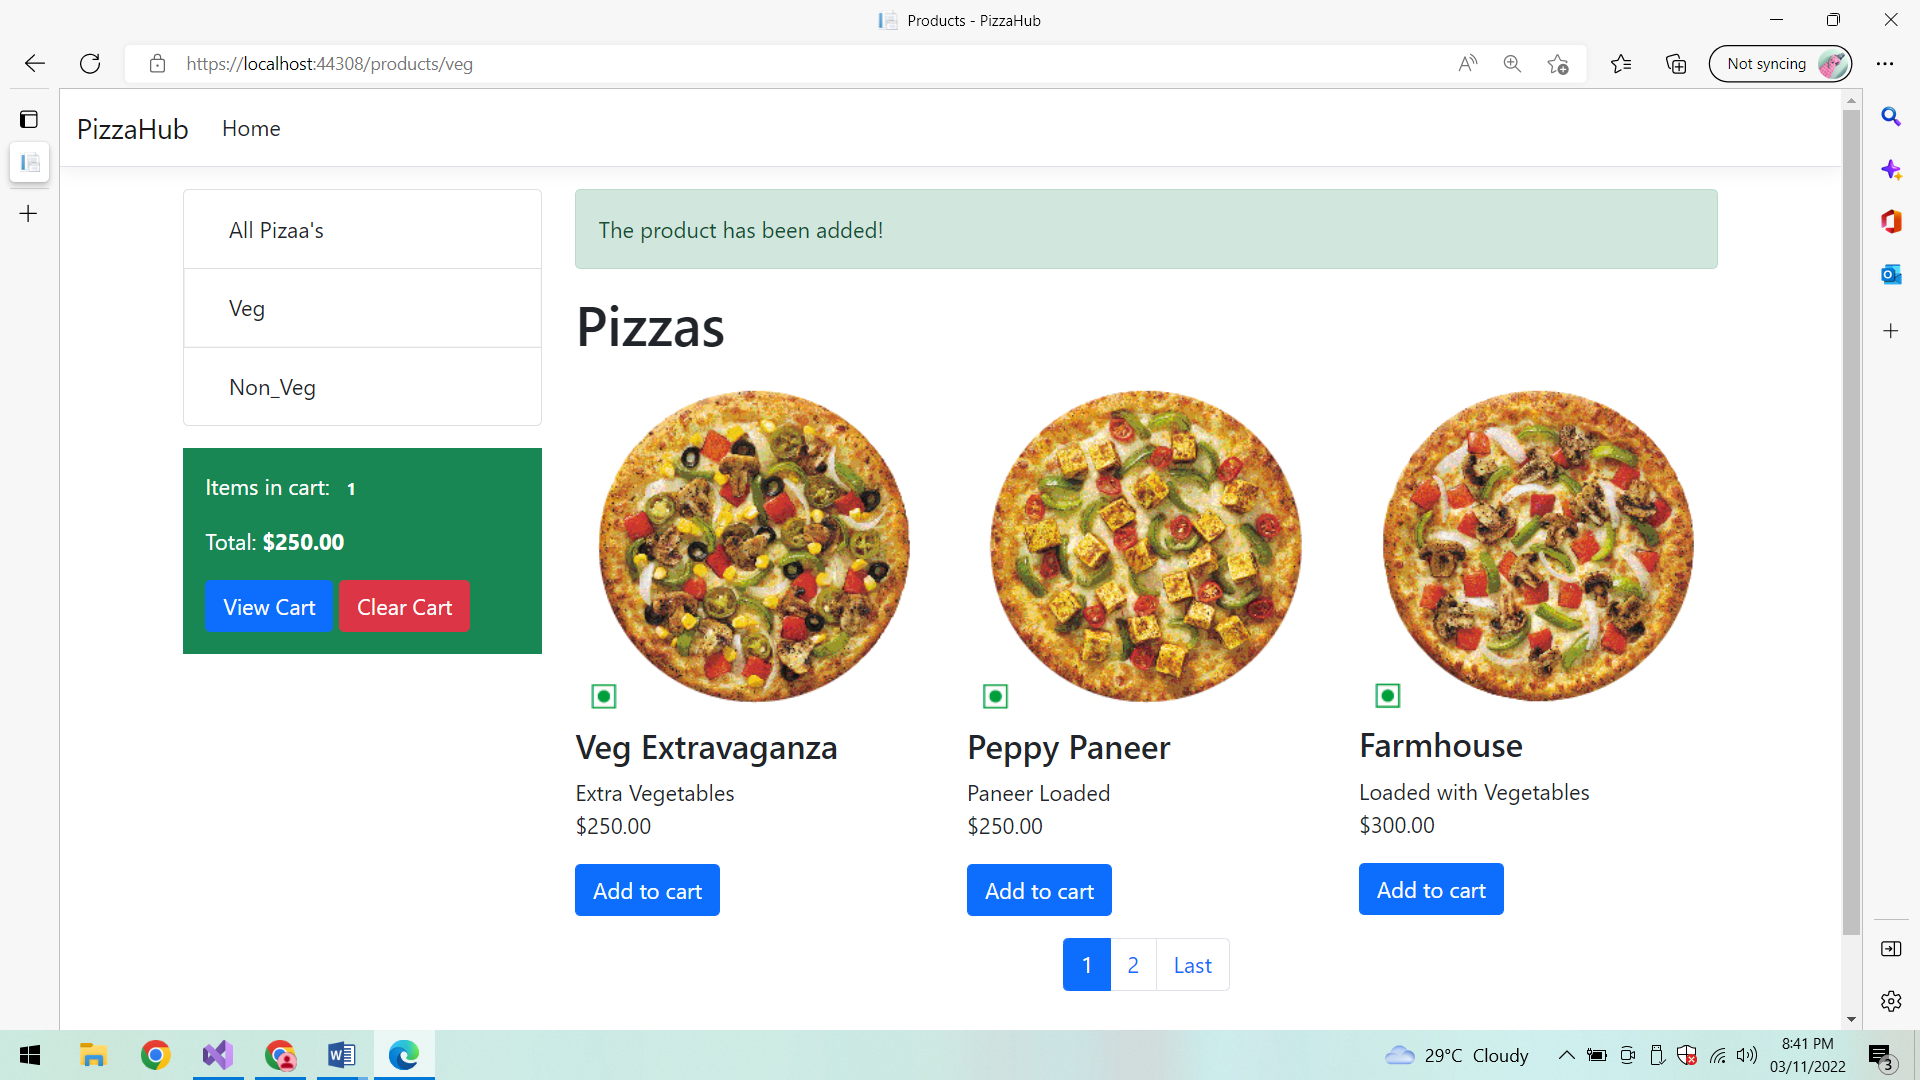 Products - PizzaHub
https://localhost:44308/products/veg
Not syncing
PizzaHub
Home
All Pizaa's
Veg
Non_Veg
Items in cart: 1
Total: $250.00
View Cart
Clear Cart
The product has been added!
Pizzas
Veg Extravaganza
Extra Vegetables
$250.00
Add to cart
Peppy Paneer
Paneer Loaded
$250.00
Add to cart
Farmhouse
Loaded with Vegetables
$300.00
Add to cart
1
2
Last
29°C Cloudy
8:41 PM
03/11/2022
3